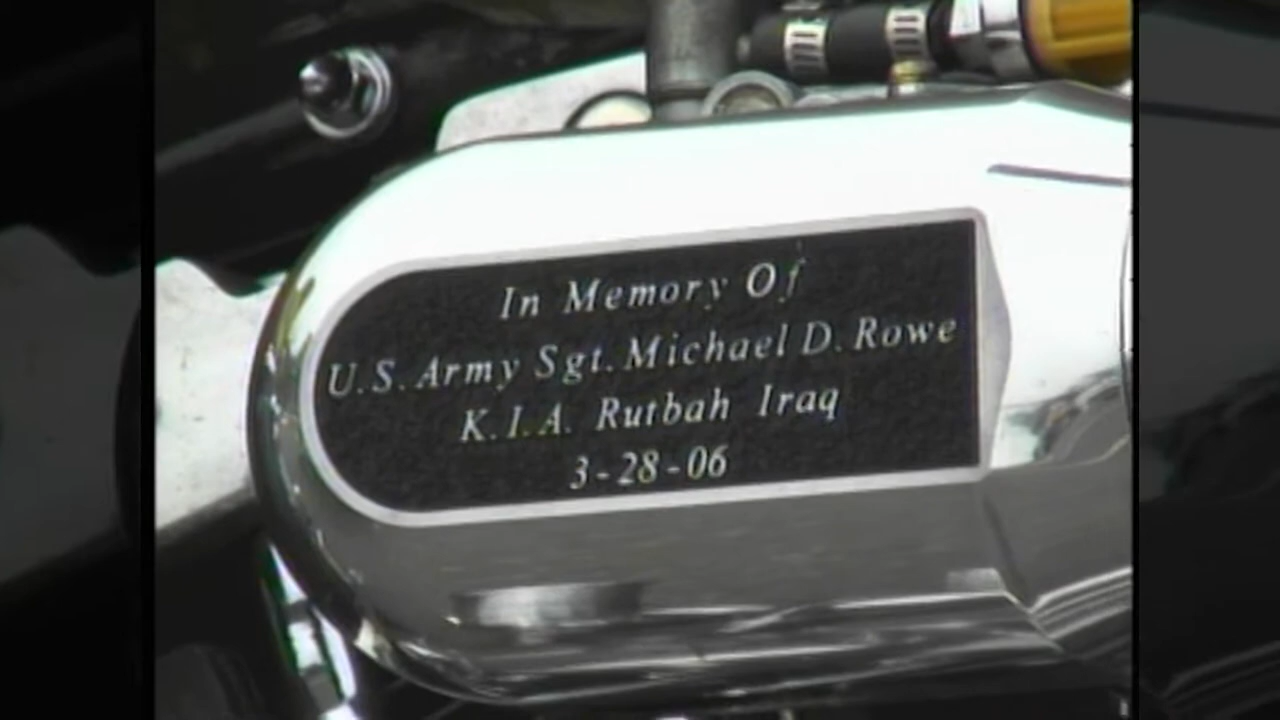 In Memory Of
U.S. Army Sgt. Michael D. Rowe
K.I.A. Rutbah Iraq
3-28-06